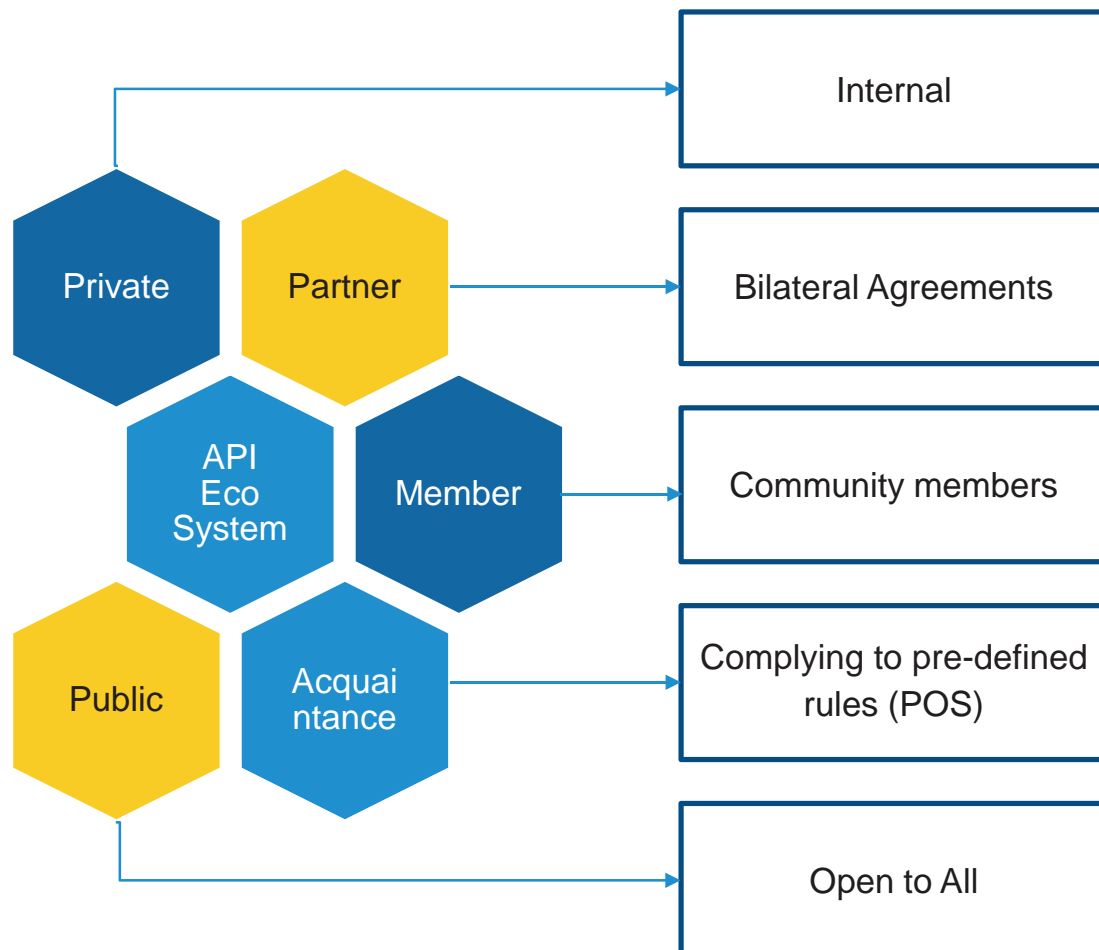 Internal
Private
Partner
Bilateral Agreements
API
Eco
System
Member
Community members
Public
Acquai
ntance
Complying to pre-defined
rules (POS)
Open to All